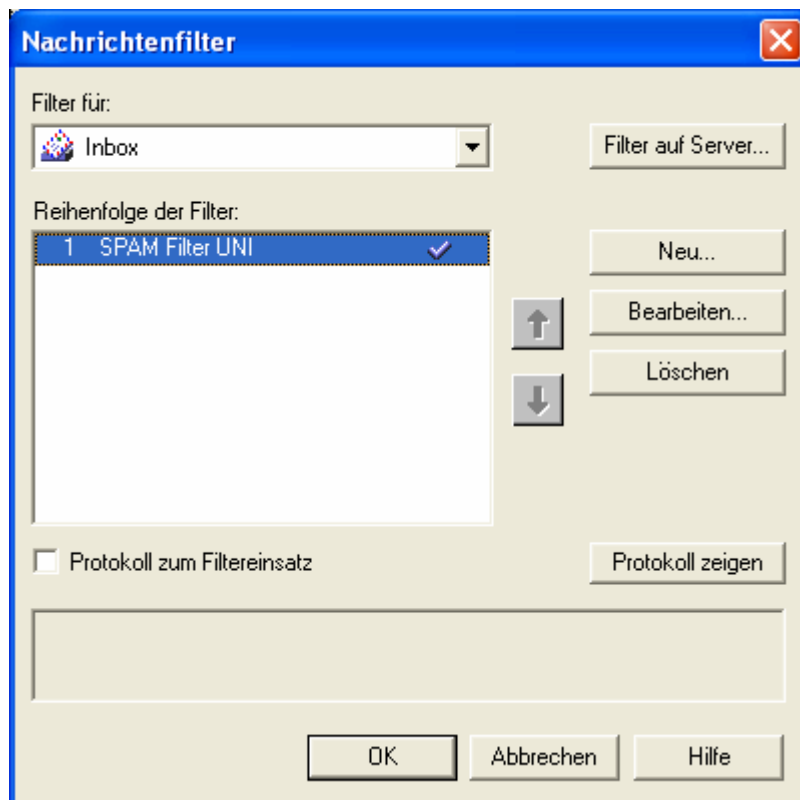 Nachrichtenfilter
Filter für:
Inbox
Filter auf Server...
Reihenfolge der Filter:
1 SPAM Filter UNI
Neu...
Bearbeiten...
Löschen
Protokoll zum Filtereinsatz
Protokoll zeigen
OK
Abbrechen
Hilfe